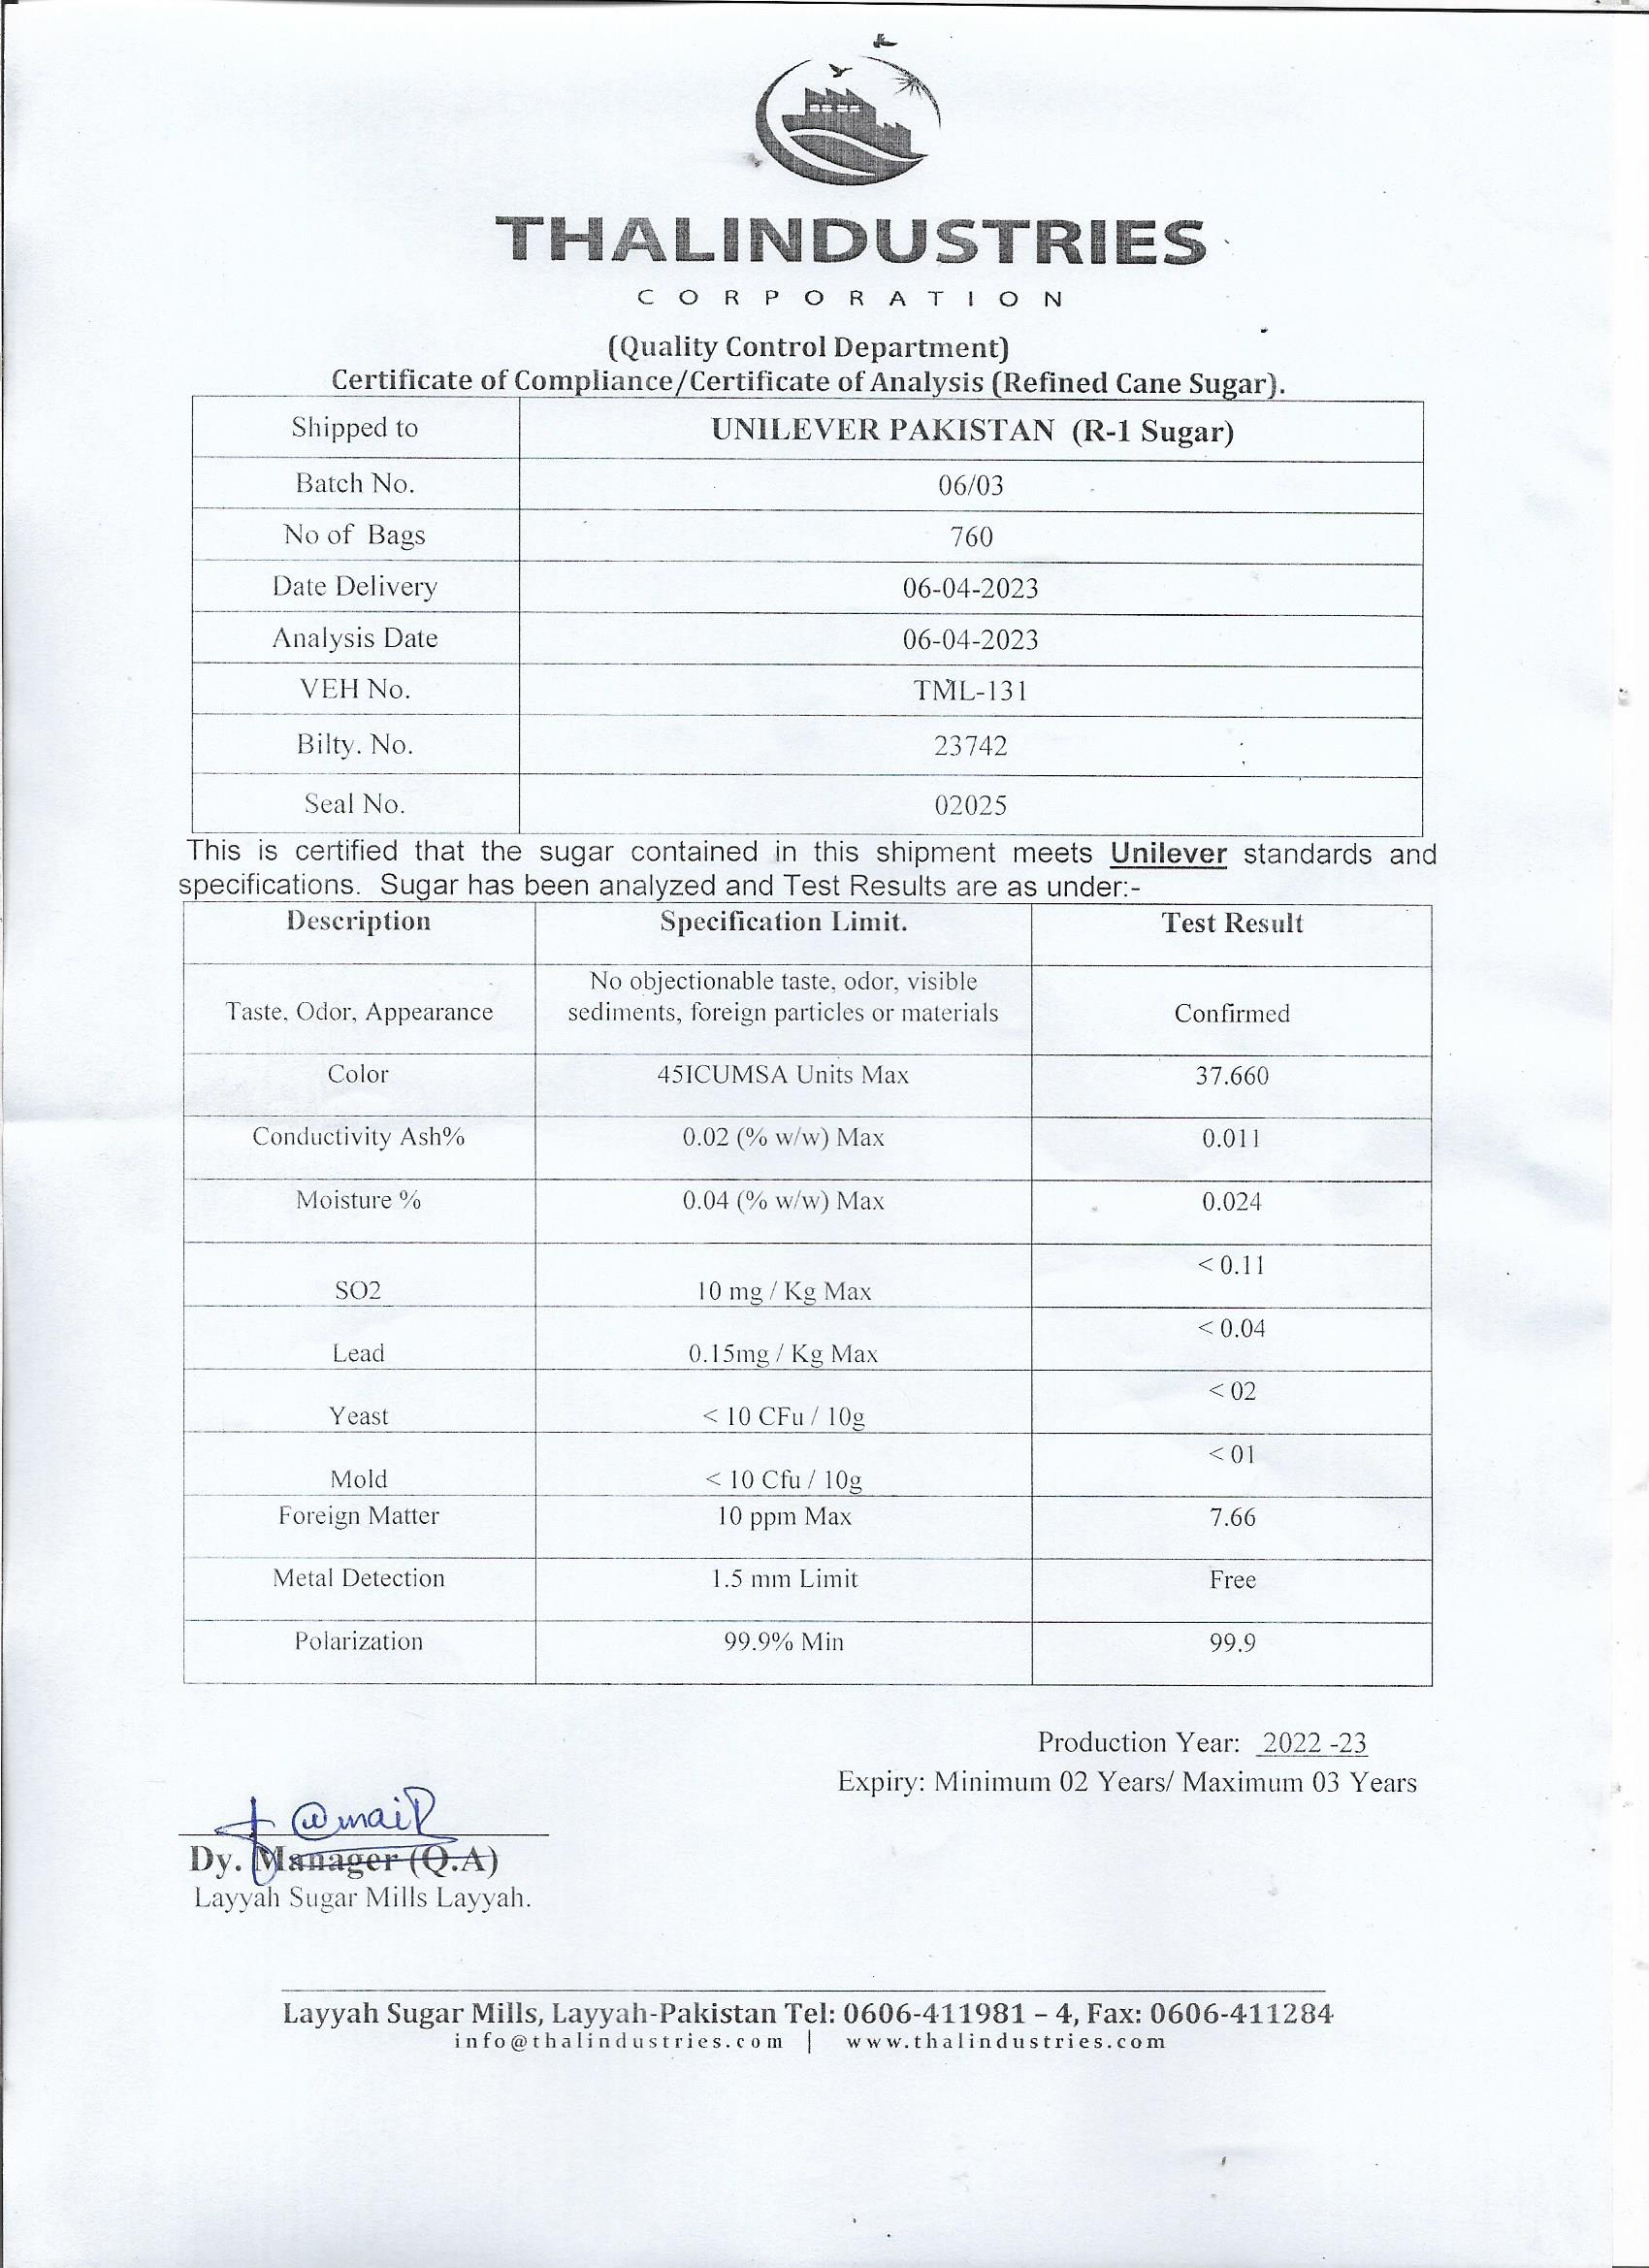 THALINDUSTRIES
CORPORATION
(Quality Control Department)
Certificate of Compliance/Certificate of Analysis (Refined Cane Sugar).
Shipped to UNILEVER PAKISTAN (R-1 Sugar)
Batch No. 06/03
No of Bags 760
Date Delivery 06-04-2023
Analysis Date 06-04-2023
VEH No. TML-131
Bilty. No. 23742
Seal No. 02025
This is certified that the sugar contained in this shipment meets Unilever standards and
specifications. Sugar has been analyzed and Test Results are as under:-
Description Specification Limit. Test Result
No objectionable taste, odor, visible
Taste, Odor, Appearance sediments, foreign particles or materials Confirmed
Color 45ICUMSA Units Max 37.660
Conductivity Ash% 0.02 (% w/w) Max 0.011
Moisture % 0.04 (% w/w) Max 0.024
SO2 10 mg / Kg Max < 0.11
Lead 0.15mg / Kg Max < 0.04
Yeast < 10 CFu / 10g < 02
Mold < 10 Cfu / 10g < 01
Foreign Matter 10 ppm Max 7.66
Metal Detection 1.5 mm Limit Free
Polarization 99.9% Min 99.9
Production Year: 2022 -23
Expiry: Minimum 02 Years/ Maximum 03 Years
Dy. Manager (Q.A)
Layyah Sugar Mills Layyah.
Layyah Sugar Mills, Layyah-Pakistan Tel: 0606-411981 – 4, Fax: 0606-411284
info@thalindustries.com | www.thalindustries.com